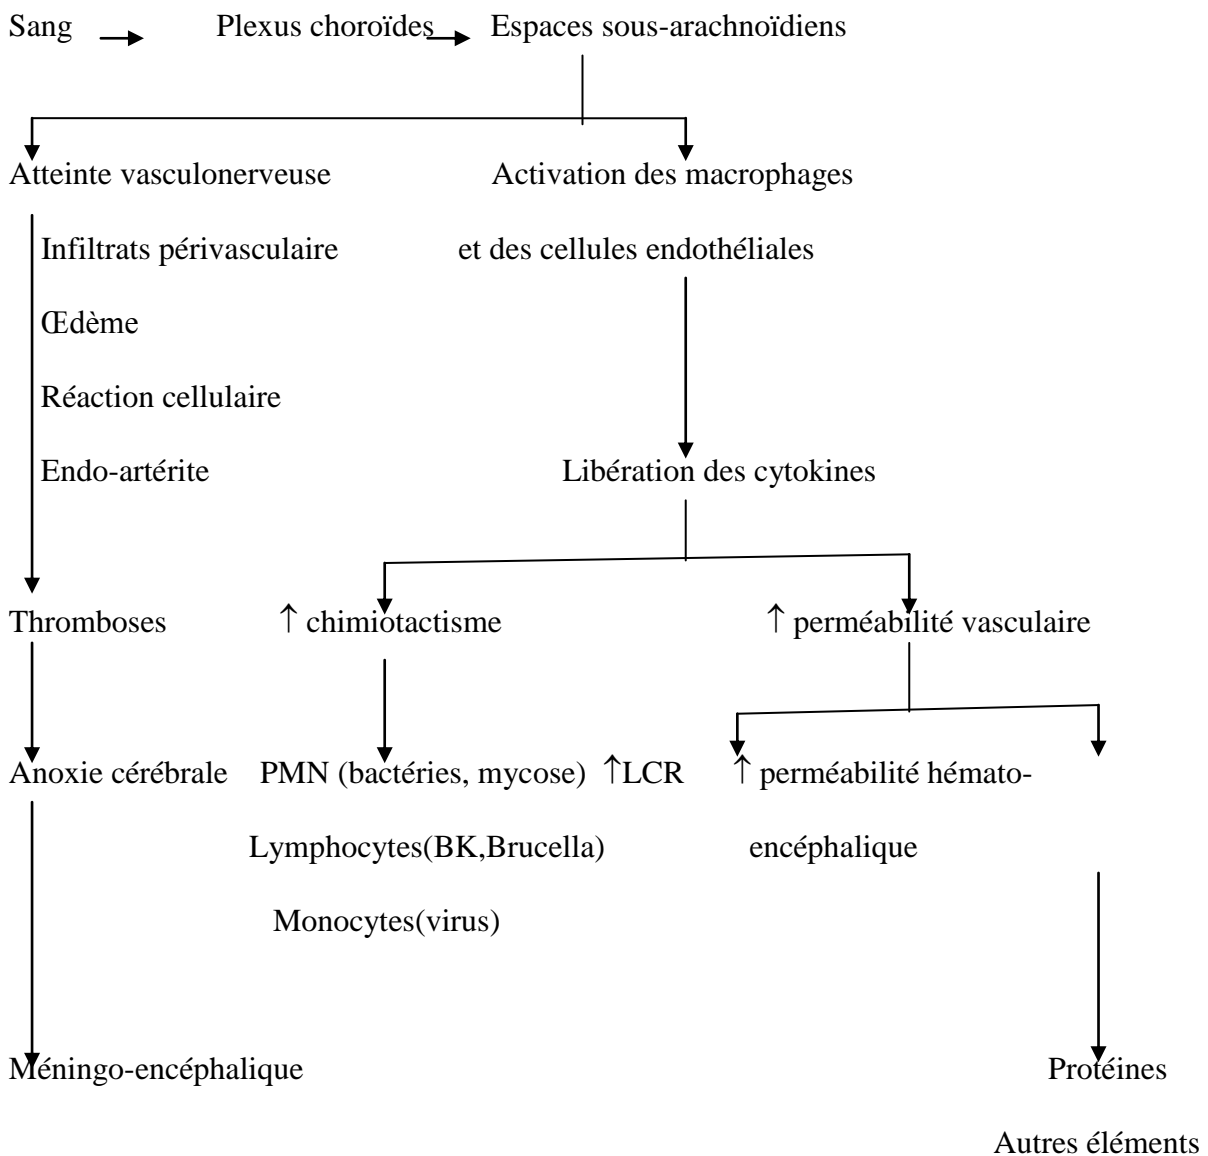 Sang Plexus choroïdes Espaces sous-arachnoïdiens
Atteinte vasculonerveuse Activation des macrophages
Infiltrats périvasculaire et des cellules endothéliales
Œdème
Réaction cellulaire
Endo-artérite Libération des cytokines
Thromboses ↑ chimiotactisme ↑ perméabilité vasculaire
Anoxie cérébrale PMN (bactéries, mycose) ↑LCR ↑ perméabilité hémato-
Lymphocytes(BK,Brucella) encéphalique
Monocytes(virus)
Méningo-encéphalique Protéines
Autres éléments